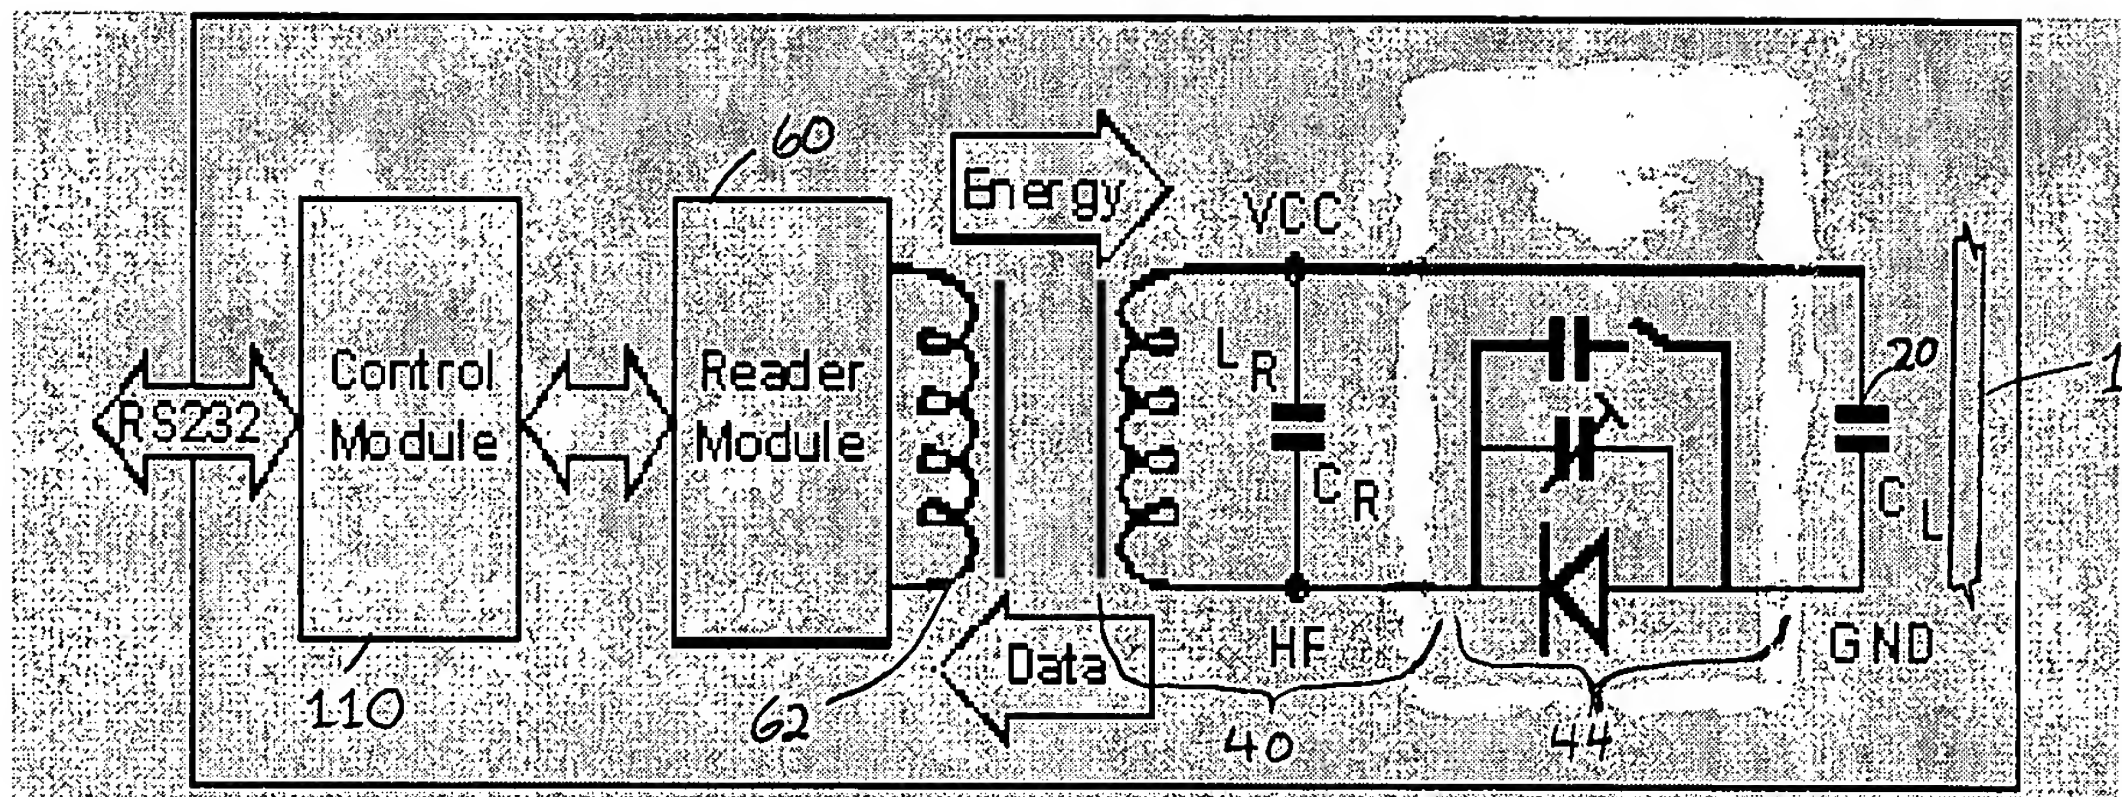 60
Energy
VCC
Control
Module
Reader
Module
RS232
L R
20
1
C R
C L
HF
GND
Data
110
62
40
44